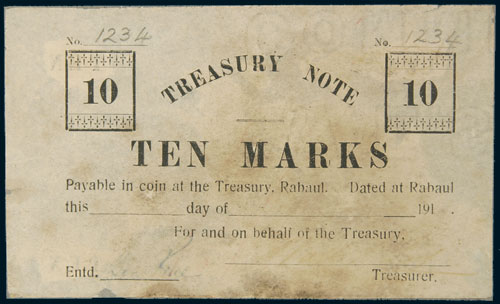 No. 1234 No. 1234
10 TREASURY NOTE 10
TEN MARKS
Payable in coin at the Treasury, Rabaul. Dated at Rabaul
this day of 191 .
For and on behalf of the Treasury,
Entd.
Treasurer.